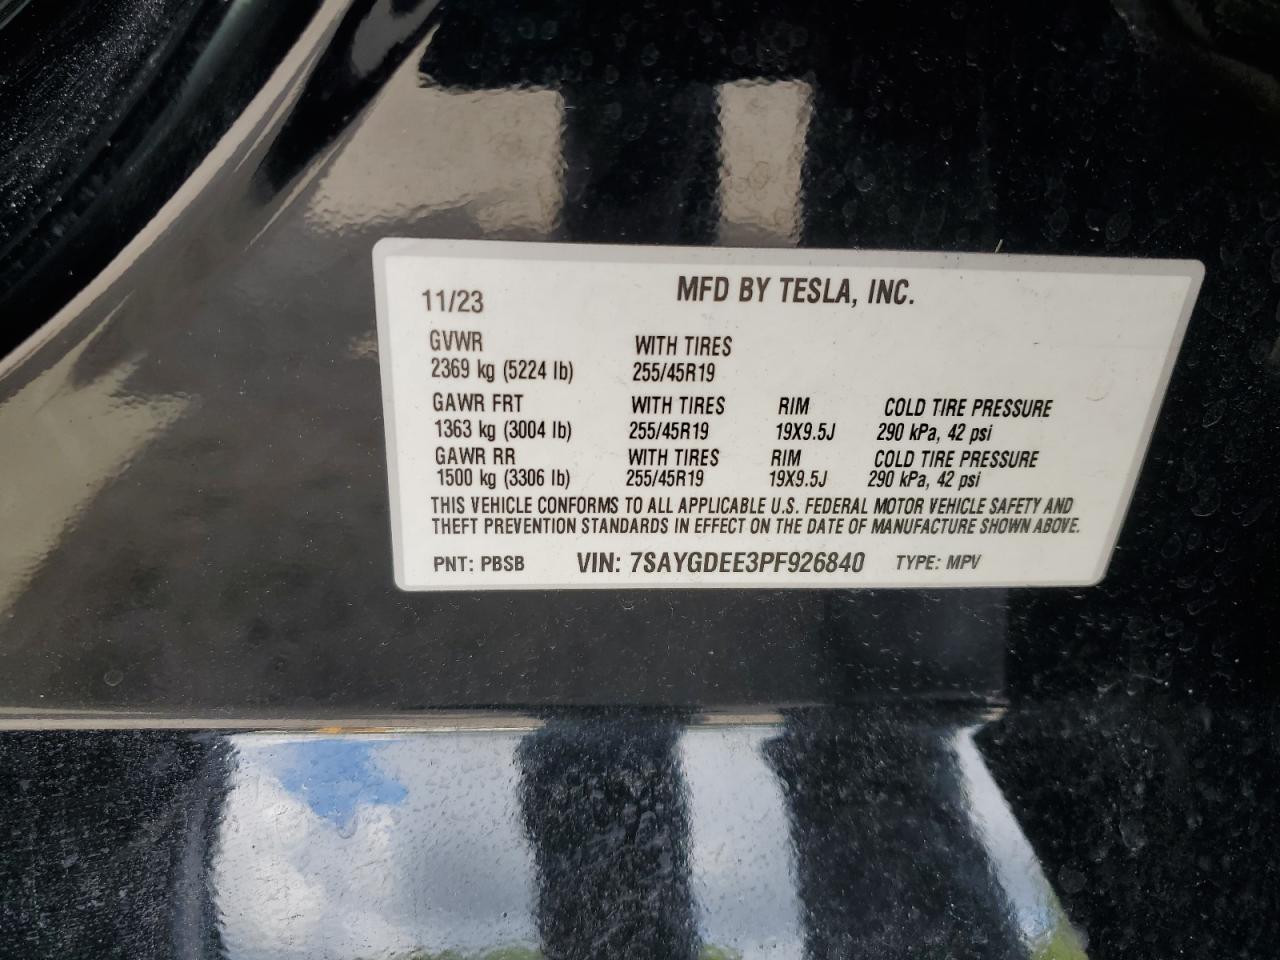 MFD BY TESLA, INC.
11/23
GVWR WITH TIRES
2369 kg (5224 lb) 255/45R19
GAWR FRT WITH TIRES RIM COLD TIRE PRESSURE
1363 kg (3004 lb) 255/45R19 19X9.5J 290 kPa, 42 psi
GAWR RR WITH TIRES RIM COLD TIRE PRESSURE
1500 kg (3306 lb) 255/45R19 19X9.5J 290 kPa, 42 psi
THIS VEHICLE CONFORMS TO ALL APPLICABLE U.S. FEDERAL MOTOR VEHICLE SAFETY AND
THEFT PREVENTION STANDARDS IN EFFECT ON THE DATE OF MANUFACTURE SHOWN ABOVE.
PNT: PBSB VIN: 7SAYGDEE3PF926840 TYPE: MPV